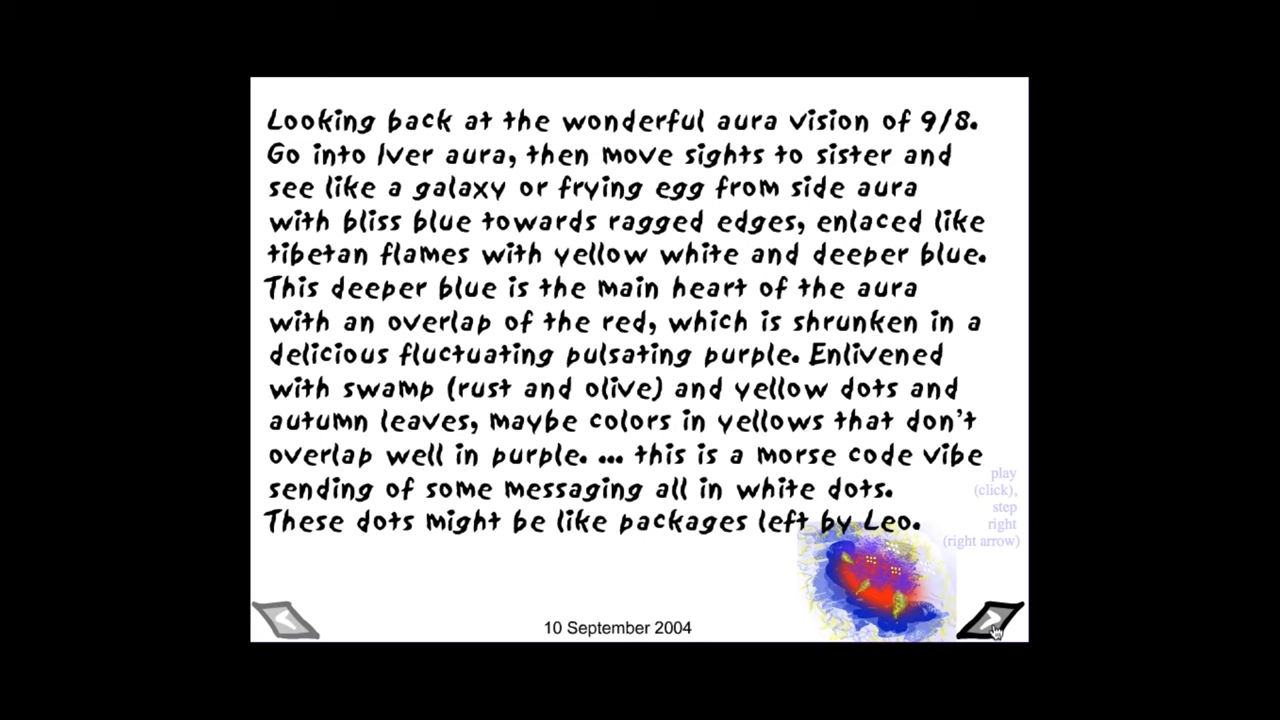 Looking back at the wonderful aura vision of 9/8.
Go into Iver aura, then move sights to sister and
see like a galaxy or frying egg from side aura
with bliss blue towards ragged edges, enlaced like
tibetan flames with yellow white and deeper blue.
This deeper blue is the main heart of the aura
with an overlap of the red, which is shrunken in a
delicious fluctuating pulsating purple. Enlivened
with swamp (rust and olive) and yellow dots and
autumn leaves, maybe colors in yellows that don't
overlap well in purple. ... this is a morse code vibe
sending of some messaging all in white dots.
These dots might be like packages left by Leo.
play
(click),
step
right
(right arrow)
10 September 2004